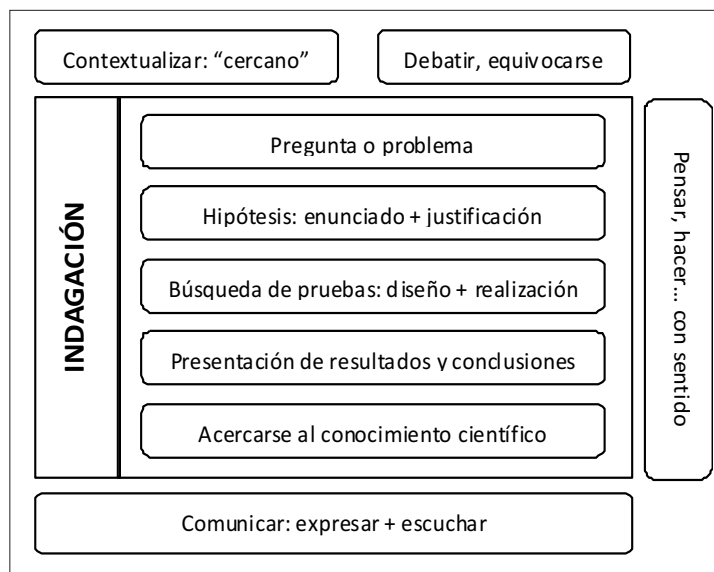 Contextualizar: “cercano”
Debatir, equivocarse
INDAGACIÓN
Pregunta o problema
Hipótesis: enunciado + justificación
Búsqueda de pruebas: diseño + realización
Presentación de resultados y conclusiones
Acercarse al conocimiento científico
Pensar, hacer... con sentido
Comunicar: expresar + escuchar